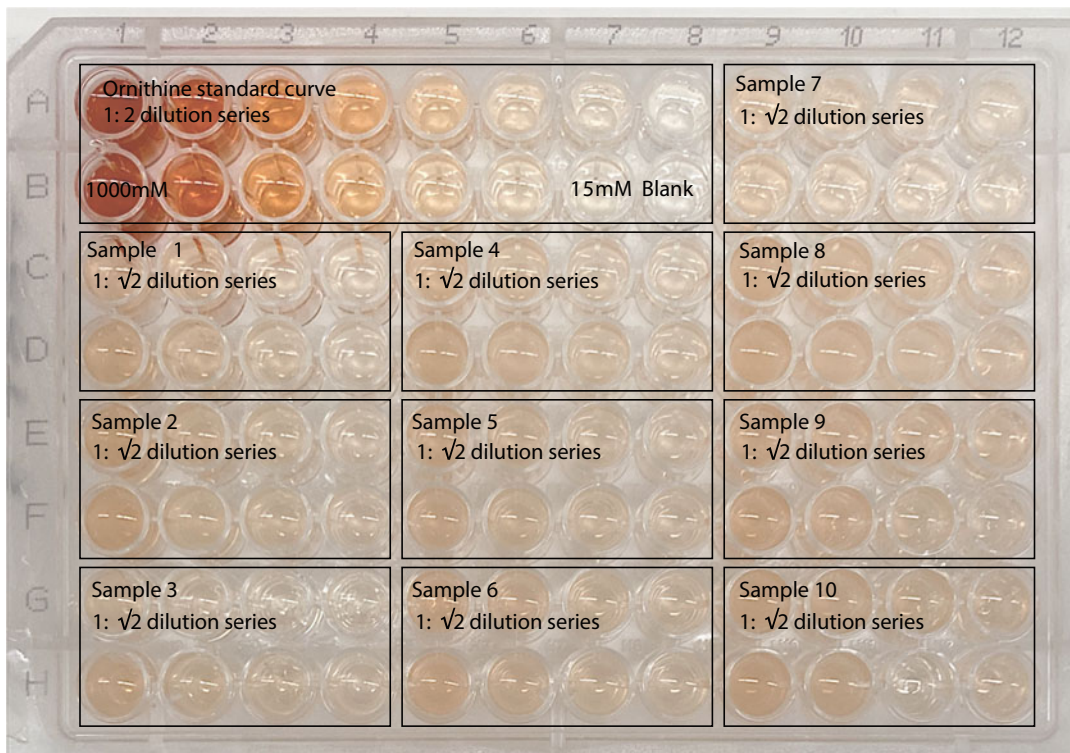 1 2 3 4 5 6 7 8 9 10 11 12
A
Ornithine standard curve
1: 2 dilution series
B
1000mM 15mM Blank
Sample 7
1: √2 dilution series
C
Sample 1
1: √2 dilution series
Sample 4
1: √2 dilution series
Sample 8
1: √2 dilution series
D
E
Sample 2
1: √2 dilution series
Sample 5
1: √2 dilution series
Sample 9
1: √2 dilution series
F
G
Sample 3
1: √2 dilution series
Sample 6
1: √2 dilution series
Sample 10
1: √2 dilution series
H